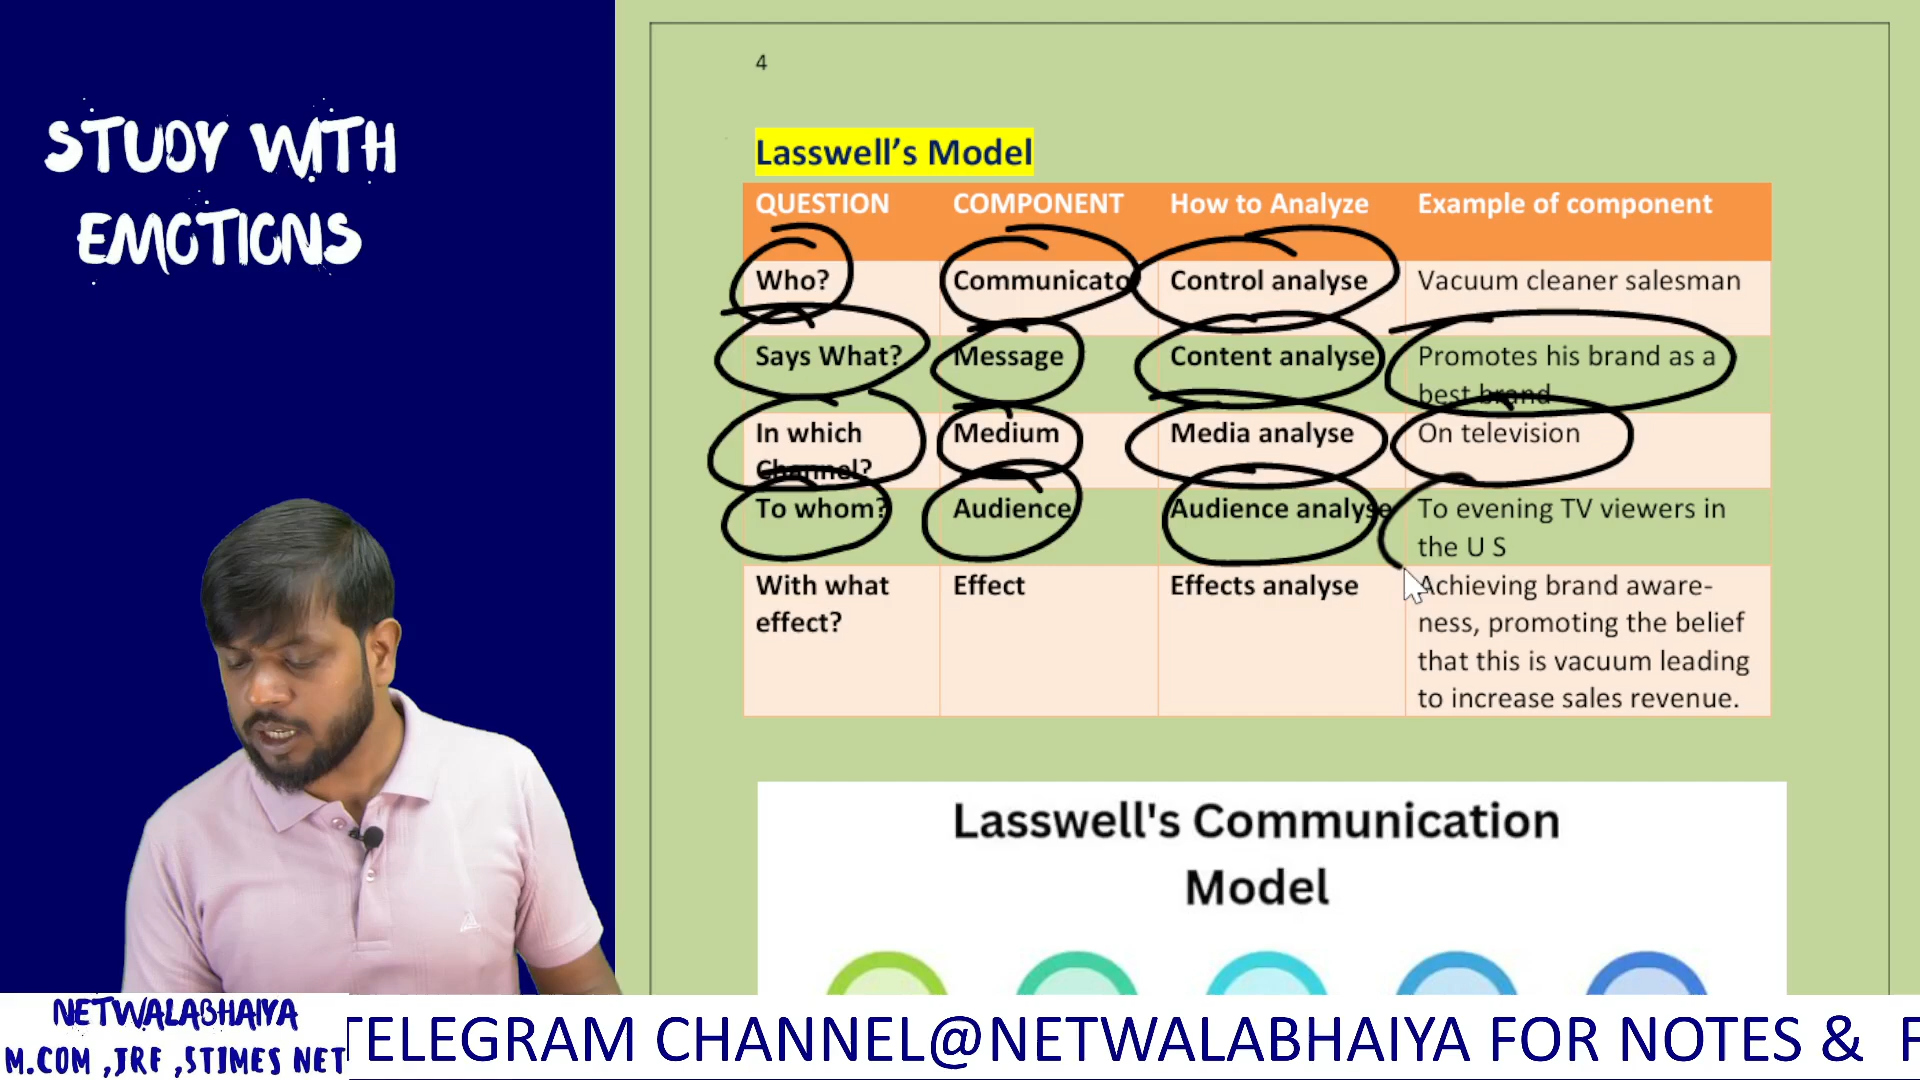 STUDY WITH
EMOTIONS
4
Lasswell’s Model
QUESTION COMPONENT How to Analyze Example of component
Who? Communicato Control analyse Vacuum cleaner salesman
Says What? Message Content analyse Promotes his brand as a
best brand
In which Medium Media analyse On television
Channel?
To whom? Audience Audience analyse To evening TV viewers in
the U S
With what Effect Effects analyse Achieving brand aware-
effect? ness, promoting the belief
that this is vacuum leading
to increase sales revenue.
Lasswell's Communication
Model
NETWALABHAIYA
M.COM ,JRF ,5TIMES NET
TELEGRAM CHANNEL@NETWALABHAIYA FOR NOTES &